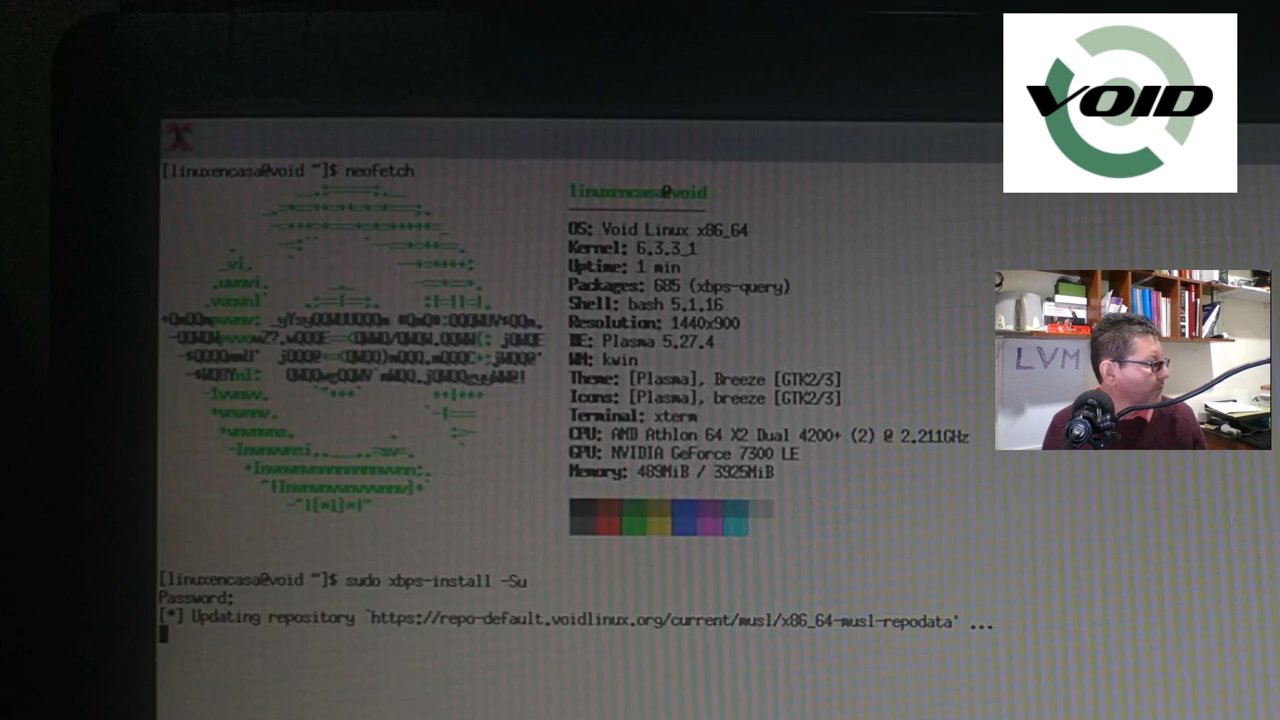 VOID
[linuxencasa@void ~]$ neofetch
linuxencasa@void
OS: Void Linux x86_64
Kernel: 6.3.3_1
Uptime: 1 min
Packages: 685 (xbps-query)
Shell: bash 5.1.16
Resolution: 1440x900
DE: Plasma 5.27.4
WM: kwin
Theme: [Plasma], Breeze [GTK2/3]
Icons: [Plasma], breeze [GTK2/3]
Terminal: xterm
CPU: AMD Athlon 64 X2 Dual 4200+ (2) @ 2.211GHz
GPU: NVIDIA GeForce 7300 LE
Memory: 489MiB / 3925MiB
LVM
[linuxencasa@void ~]$ sudo xbps-install -Su
Password:
[*] Updating repository `https://repo-default.voidlinux.org/current/musl/x86_64-musl-repodata' ...